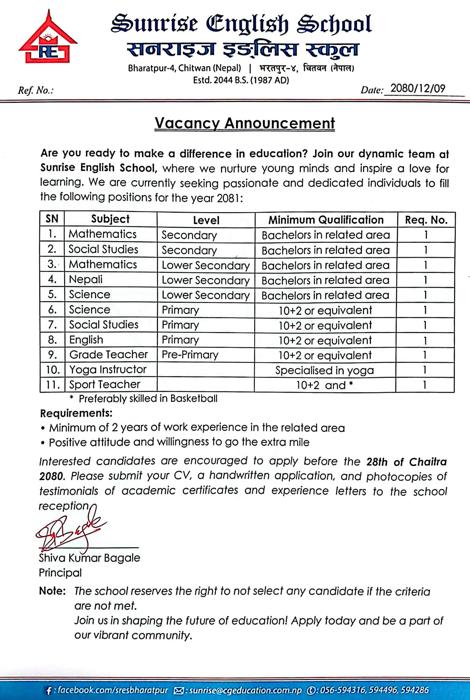 Sunrise English School
सनराइज इङलिस स्कुल
RE
Bharatpur-4, Chitwan (Nepal) | भरतपुर-४, चितवन (नेपाल)
Estd. 2044 B.S. (1987 AD)
Ref. No.: Date: 2080/12/09
Vacancy Announcement
Are you ready to make a difference in education? Join our dynamic team at
Sunrise English School, where we nurture young minds and inspire a love for
learning. We are currently seeking passionate and dedicated individuals to fill
the following positions for the year 2081:
SN Subject Level Minimum Qualification Req. No.
1. Mathematics Secondary Bachelors in related area 1
2. Social Studies Secondary Bachelors in related area 1
3. Mathematics Lower Secondary Bachelors in related area 1
4. Nepali Lower Secondary Bachelors in related area 1
5. Science Lower Secondary Bachelors in related area 1
6. Science Primary 10+2 or equivalent 1
7. Social Studies Primary 10+2 or equivalent 1
8. English Primary 10+2 or equivalent 1
9. Grade Teacher Pre-Primary 10+2 or equivalent 1
10. Yoga Instructor Specialised in yoga 1
11. Sport Teacher 10+2 and * 1
* Preferably skilled in Basketball
Requirements:
• Minimum of 2 years of work experience in the related area
• Positive attitude and willingness to go the extra mile
Interested candidates are encouraged to apply before the 28th of Chaitra
2080. Please submit your CV, a handwritten application, and photocopies of
testimonials of academic certificates and experience letters to the school
reception.
Shiva Kumar Bagale
Principal
Note: The school reserves the right to not select any candidate if the criteria
are not met.
Join us in shaping the future of education! Apply today and be a part of
our vibrant community.
: facebook.com/sresbharatpur : sunrise@cgeducation.com.np : 056-594316, 594496, 594286